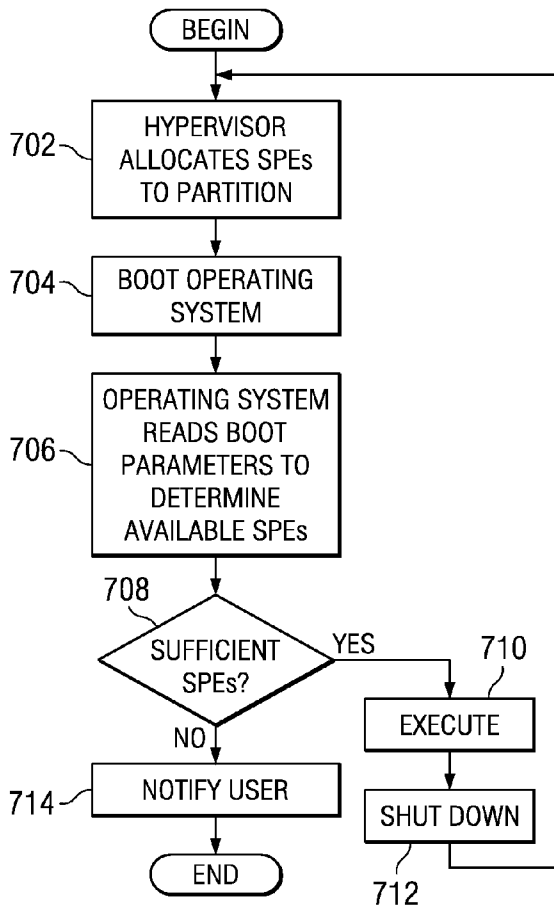 BEGIN
702
HYPERVISOR
ALLOCATES SPEs
TO PARTITION
704
BOOT OPERATING
SYSTEM
706
OPERATING SYSTEM
READS BOOT
PARAMETERS TO
DETERMINE
AVAILABLE SPEs
708
SUFFICIENT
SPEs?
YES
710
EXECUTE
NO
714
NOTIFY USER
SHUT DOWN
712
END